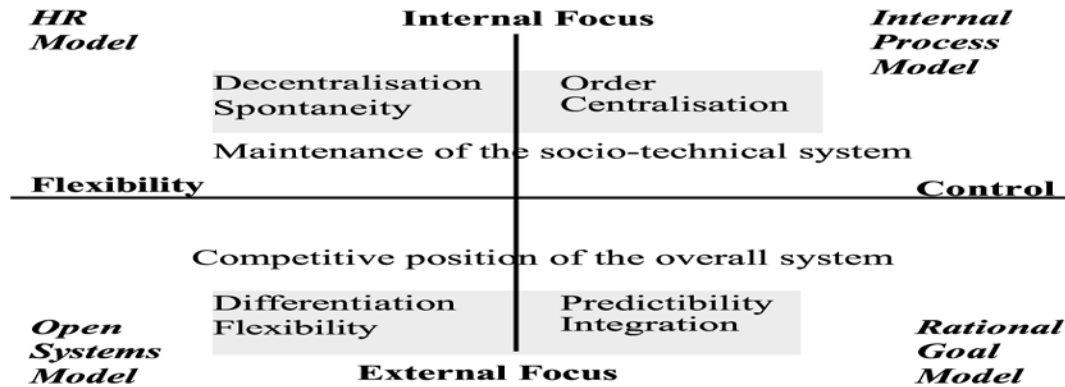 HR
Model
Internal Focus
Internal
Process
Model
Decentralisation
Spontaneity
Order
Centralisation
Maintenance of the socio-technical system
Flexibility
Control
Competitive position of the overall system
Differentiation
Flexibility
Predictibility
Integration
Open
Systems
Model
External Focus
Rational
Goal
Model